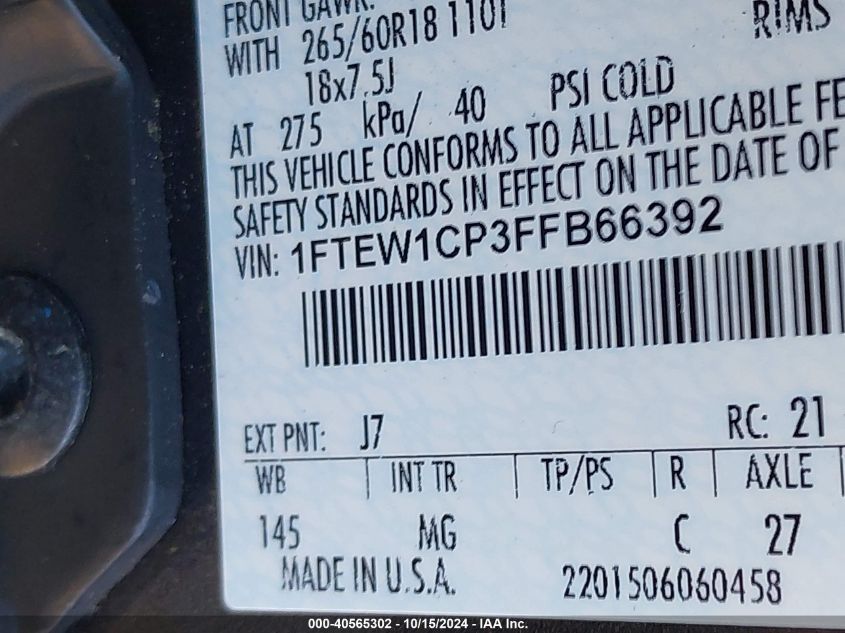 FRONT GAWR:
WITH 265/60R18 110T RIMS
18x7.5J
AT 275 kPa/ 40 PSI COLD
THIS VEHICLE CONFORMS TO ALL APPLICABLE FE
SAFETY STANDARDS IN EFFECT ON THE DATE OF
VIN: 1FTEW1CP3FFB66392
EXT PNT: J7 RC: 21
WB INT TR TP/PS R AXLE
145 MG C 27
MADE IN U.S.A. 2201506060458
000-40565302 - 10/15/2024 - IAA Inc.